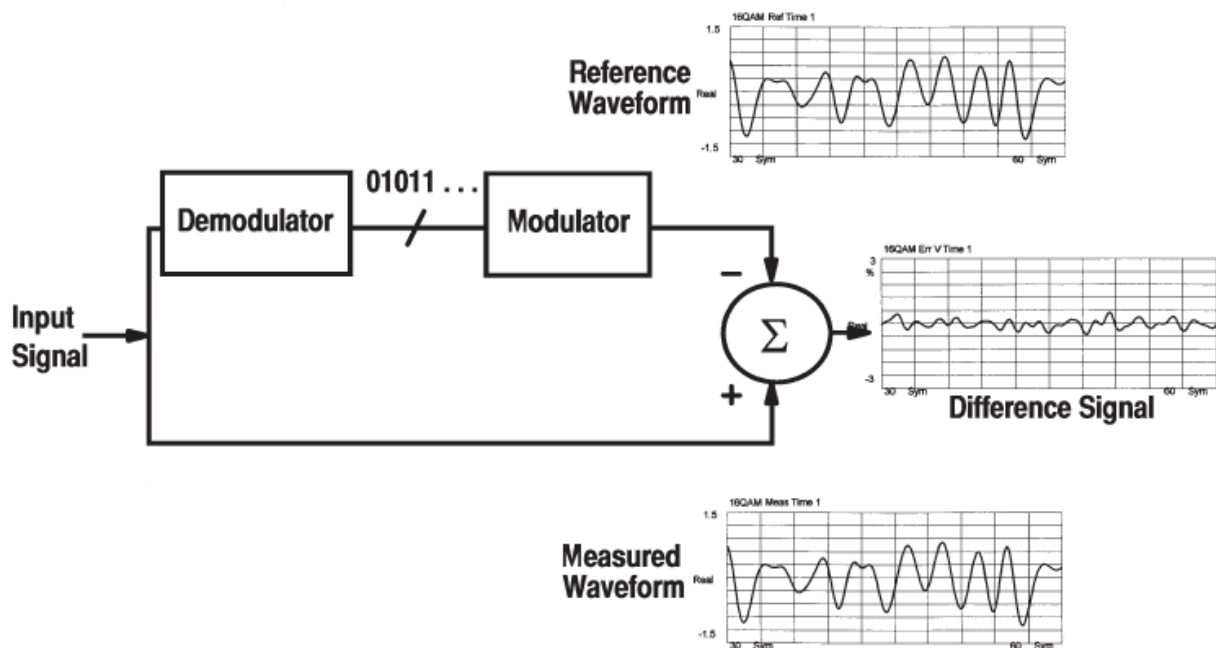 16QAM Ref Time 1
1.5
Reference
Waveform
Real
-1.5
30 Sym
60 Sym
01011 . . .
Demodulator
Modulator
16QAM Err V Time 1
3
%
−
Input
Signal
Σ
Real
+
-3
30 Sym
60 Sym
Difference Signal
16QAM Meas Time 1
1.5
Measured
Waveform
Real
-1.5
30 Sym
60 Sym